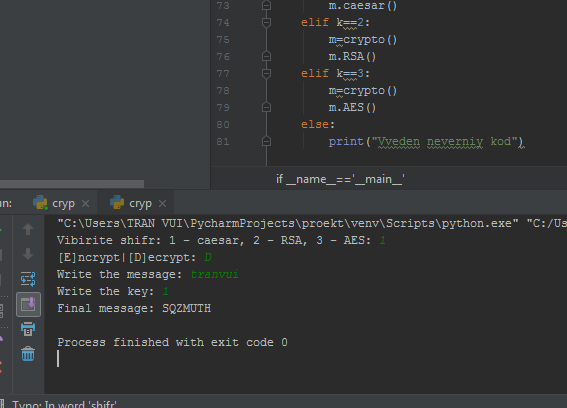 73 m.caesar()
74 elif k==2:
75 m=crypto()
76 m.RSA()
77 elif k==3:
78 m=crypto()
79 m.AES()
80 else:
81 print("Vveden neverniy kod")
if __name__=='__main__'
un: cryp × cryp ×
"C:\Users\TRAN VUI\PycharmProjects\proekt\venv\Scripts\python.exe" "C:/Us
Vibirite shifr: 1 - caesar, 2 - RSA, 3 - AES: 1
[E]ncrypt|[D]ecrypt: D
Write the message: tranvui
Write the key: 1
Final message: SQZMUTH
Process finished with exit code 0
Typo: In word 'shifr'